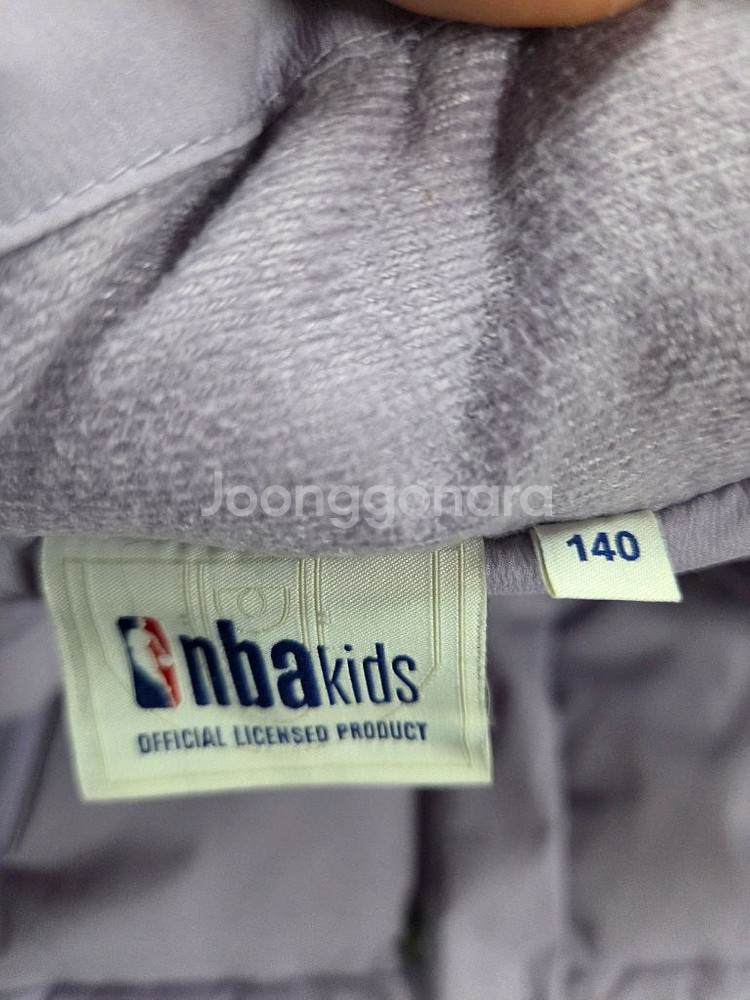 Joonggonara
140
nbakids
OFFICIAL LICENSED PRODUCT